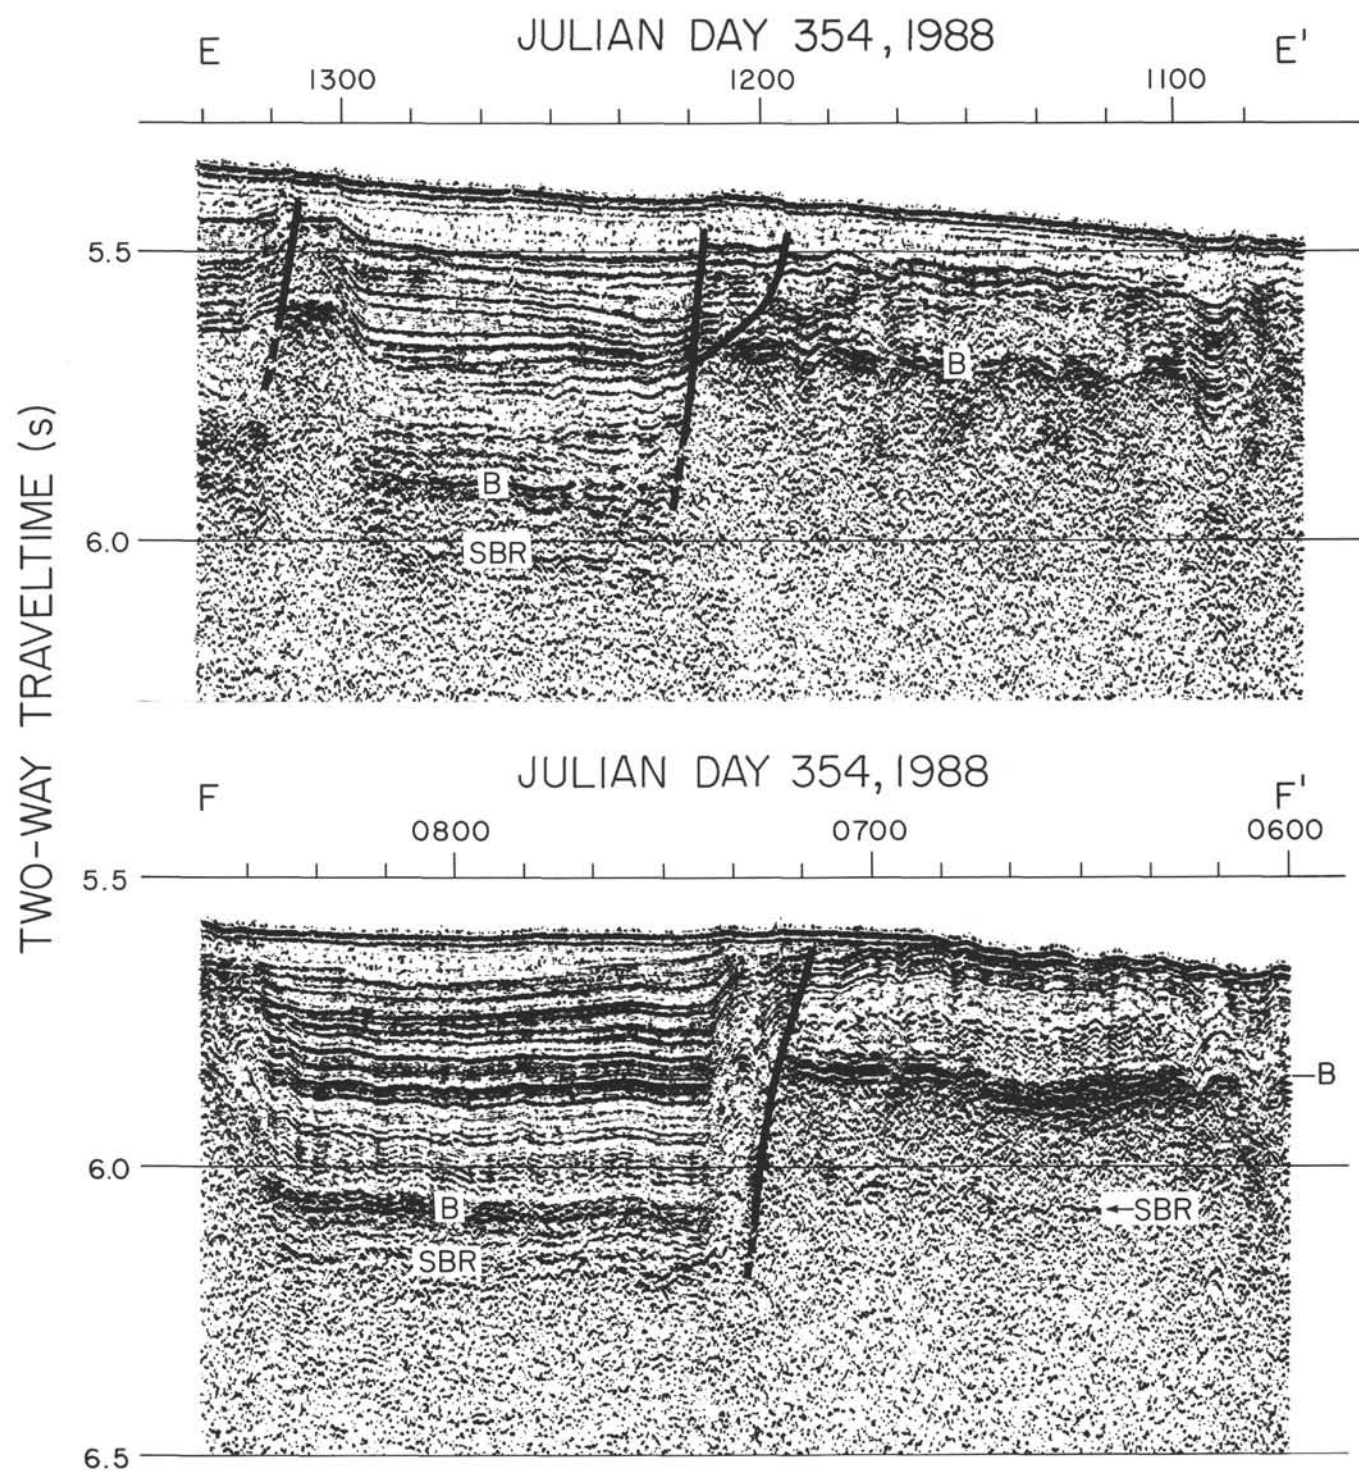 JULIAN DAY 354, 1988
E E'
1300 1200 1100
5.5
B
B
6.0
SBR
TWO-WAY TRAVELTIME (s)
JULIAN DAY 354, 1988
F F'
0800 0700 0600
5.5
B
6.0
B
SBR
SBR
6.5